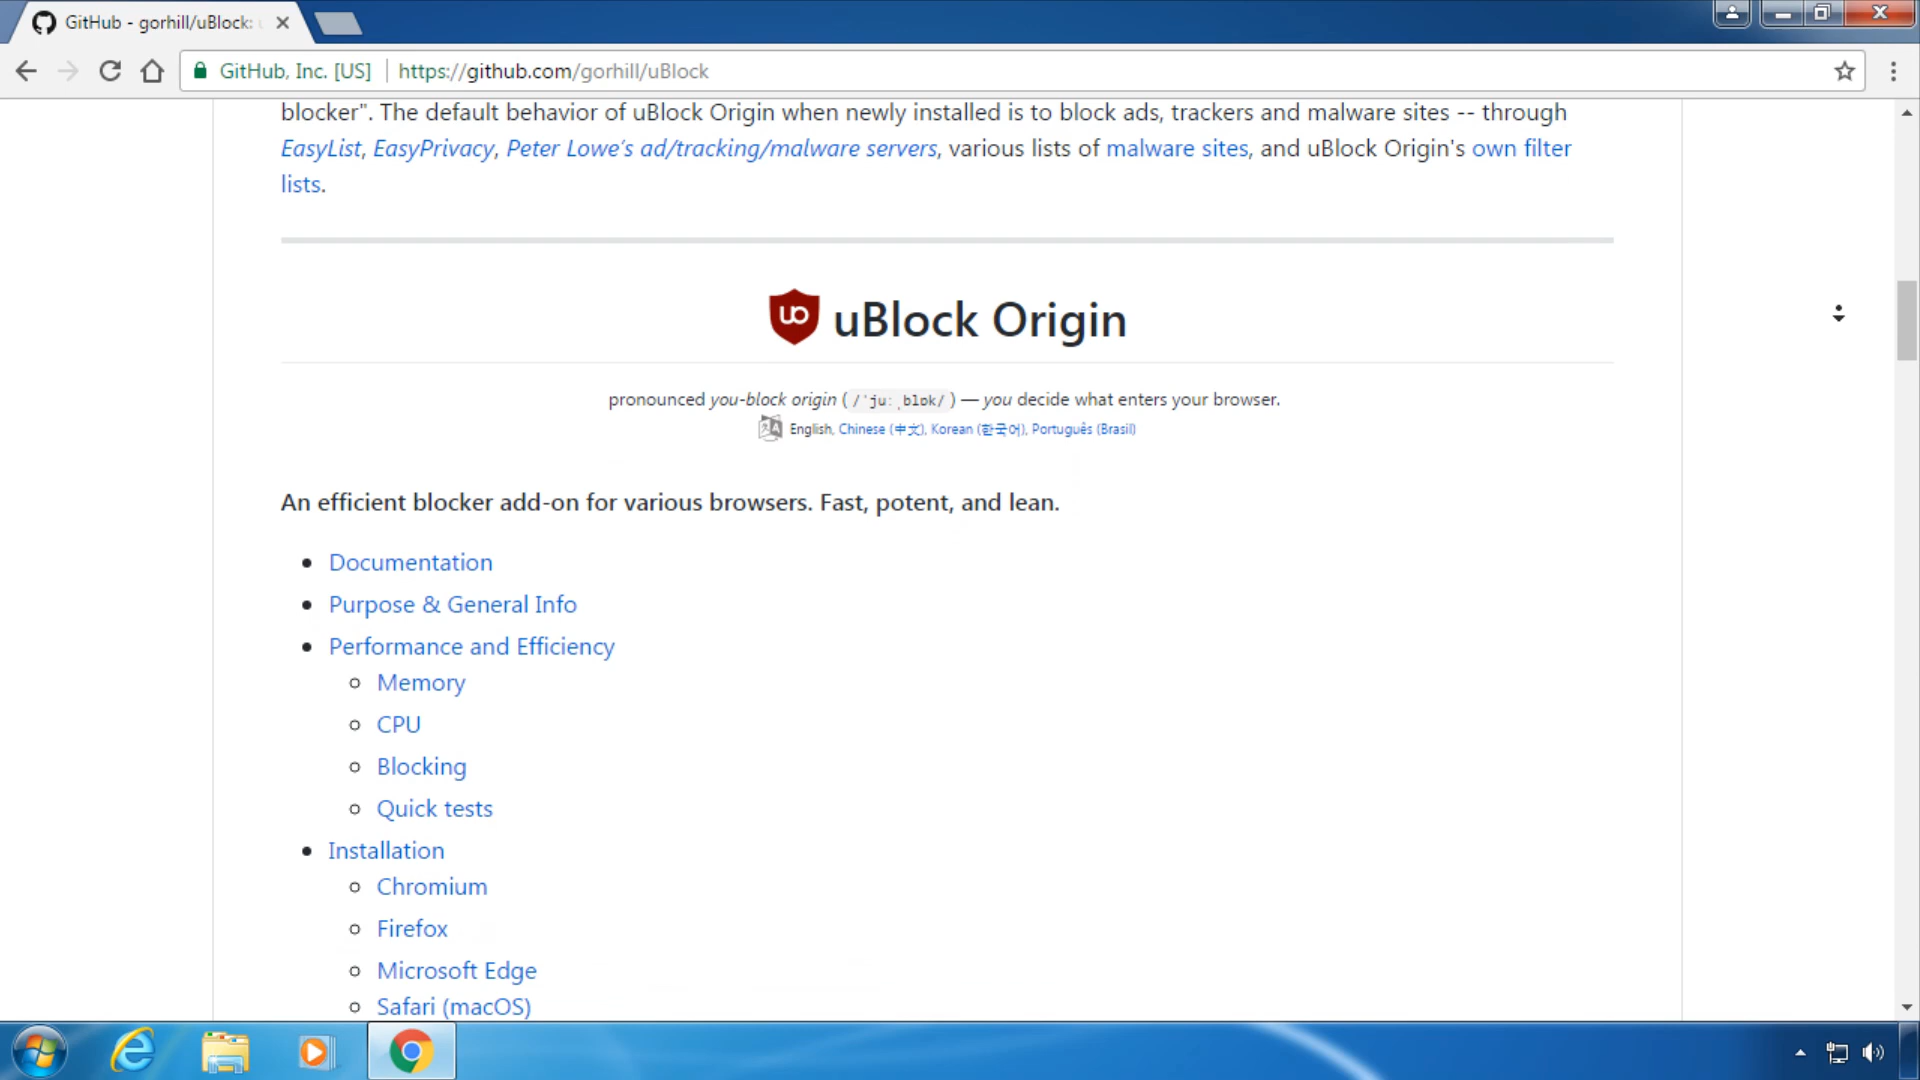 GitHub - gorhill/uBlock:
GitHub, Inc. [US] https://github.com/gorhill/uBlock
blocker". The default behavior of uBlock Origin when newly installed is to block ads, trackers and malware sites -- through
EasyList, EasyPrivacy, Peter Lowe's ad/tracking/malware servers, various lists of malware sites, and uBlock Origin's own filter
lists.
uBlock Origin
pronounced you-block origin ( /ˈjuːˌblɒk/ ) — you decide what enters your browser.
English, Chinese (中文), Korean (한국어), Português (Brasil)
An efficient blocker add-on for various browsers. Fast, potent, and lean.
Documentation
Purpose & General Info
Performance and Efficiency
Memory
CPU
Blocking
Quick tests
Installation
Chromium
Firefox
Microsoft Edge
Safari (macOS)